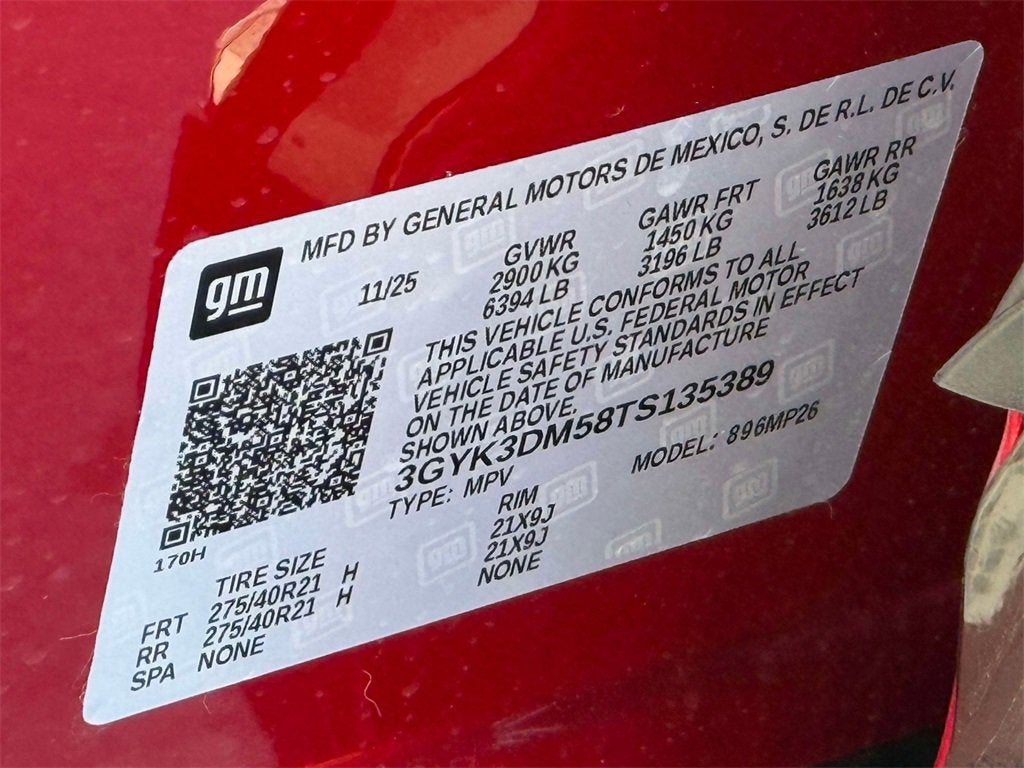 MFD BY GENERAL MOTORS DE MEXICO, S. DE R.L. DE C.V.
gm
11/25
GVWR GAWR FRT GAWR RR
2900 KG 1450 KG 1638 KG
6394 LB 3196 LB 3612 LB
THIS VEHICLE CONFORMS TO ALL
APPLICABLE U.S. FEDERAL MOTOR
VEHICLE SAFETY STANDARDS IN EFFECT
ON THE DATE OF MANUFACTURE
SHOWN ABOVE.
3GYK3DM58TS135389
TYPE: MPV MODEL: 896MP26
170H
TIRE SIZE RIM
FRT 275/40R21 H 21X9J
RR 275/40R21 H 21X9J
SPA NONE NONE